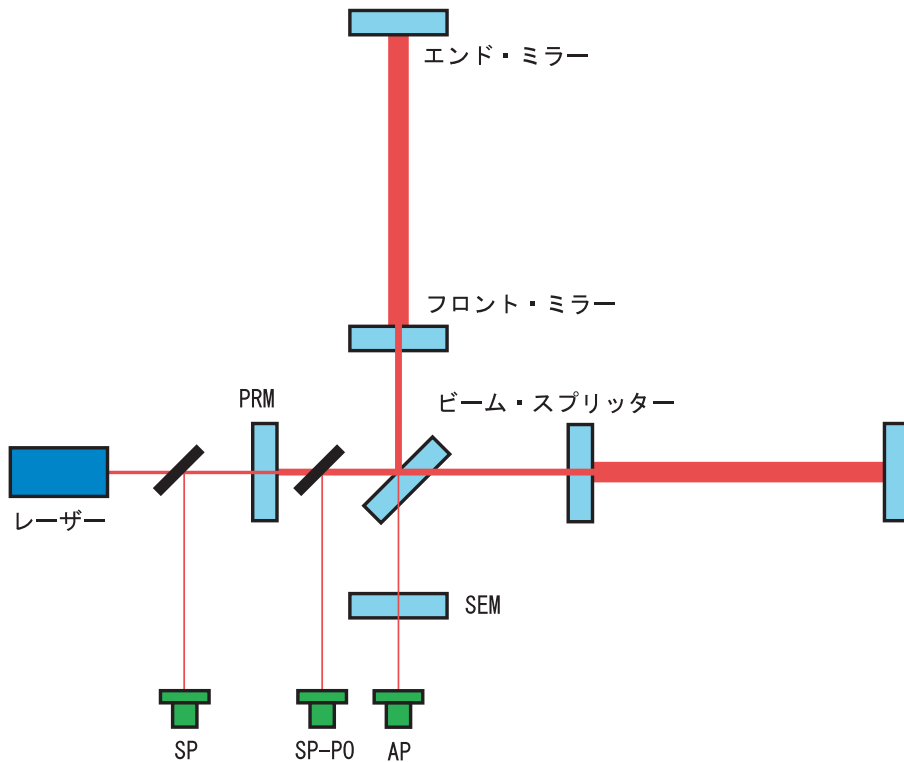 エンド・ミラー
フロント・ミラー
PRM
ビーム・スプリッター
レーザー
SEM
SP
SP-PO
AP